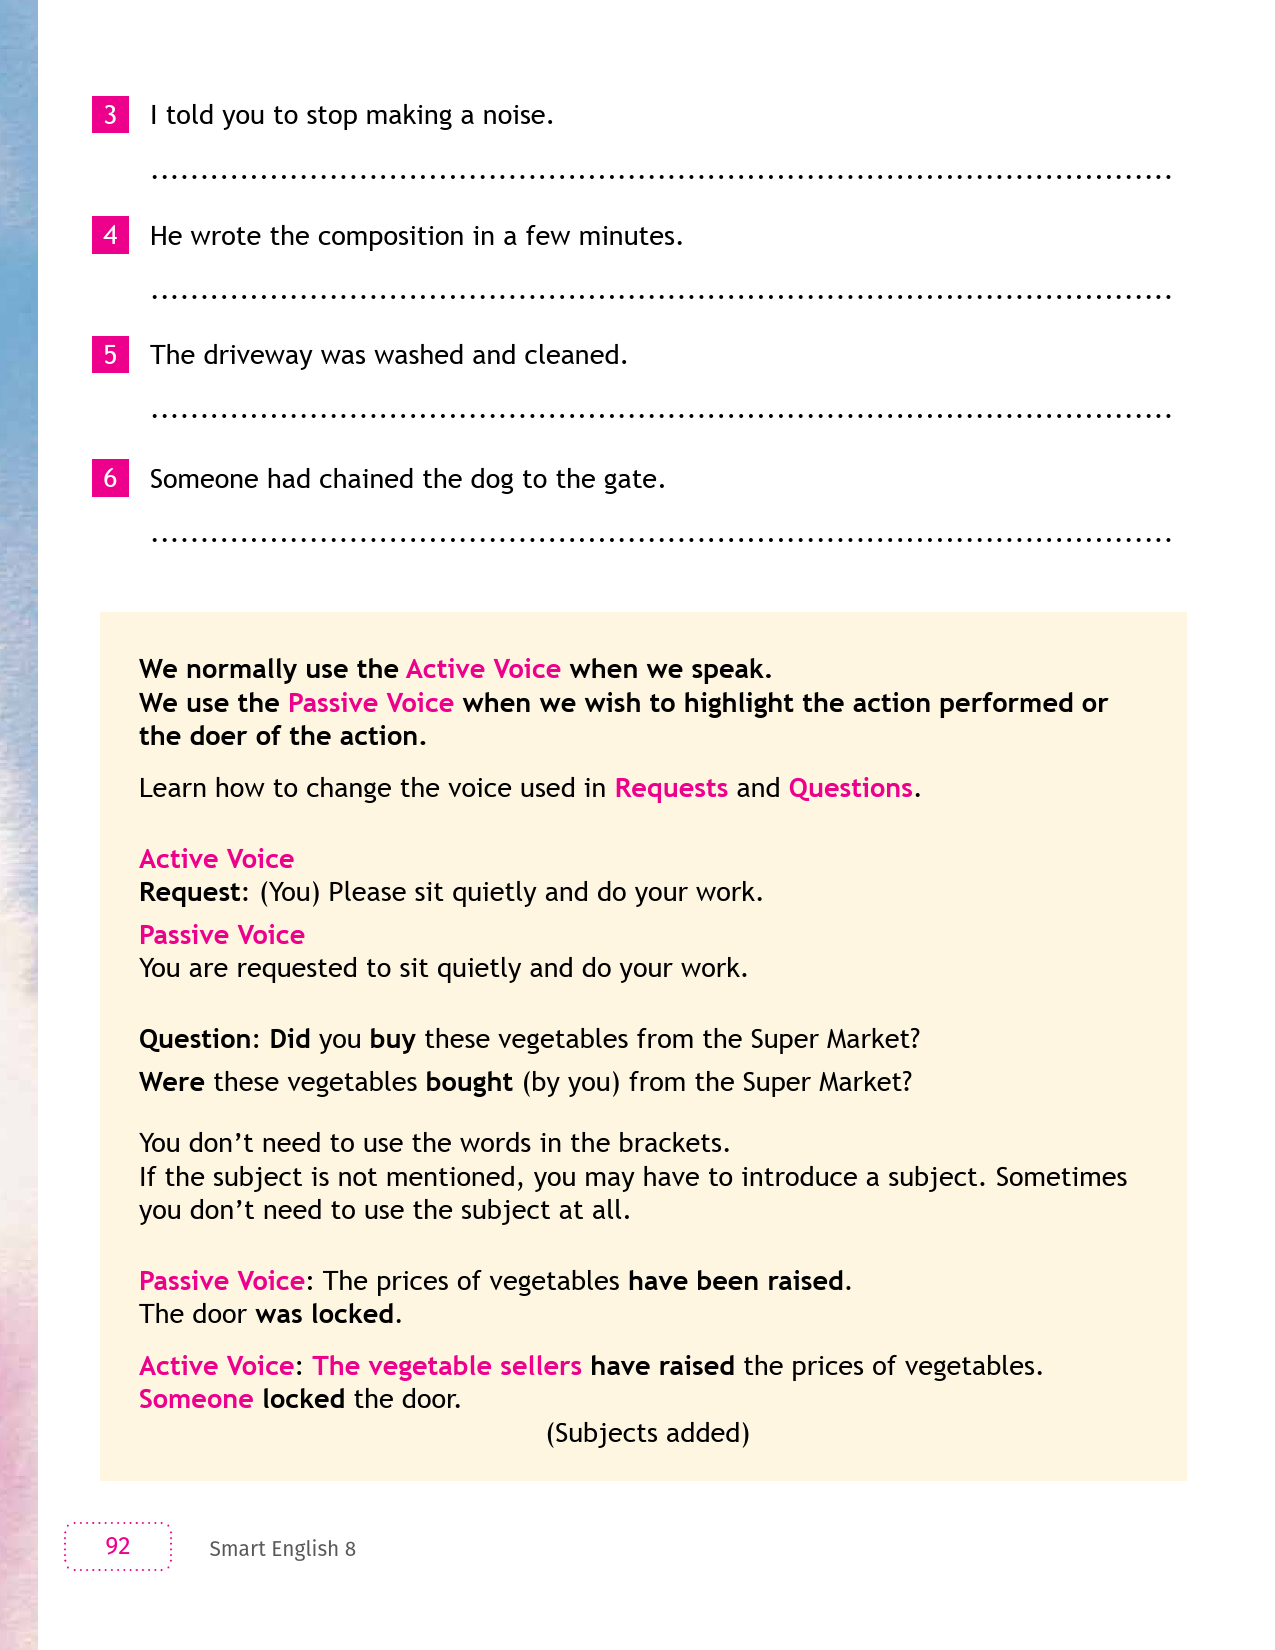 3 I told you to stop making a noise.
......................................................................................................
4 He wrote the composition in a few minutes.
......................................................................................................
5 The driveway was washed and cleaned.
......................................................................................................
6 Someone had chained the dog to the gate.
......................................................................................................
We normally use the Active Voice when we speak.
We use the Passive Voice when we wish to highlight the action performed or
the doer of the action.
Learn how to change the voice used in Requests and Questions.
Active Voice
Request: (You) Please sit quietly and do your work.
Passive Voice
You are requested to sit quietly and do your work.
Question: Did you buy these vegetables from the Super Market?
Were these vegetables bought (by you) from the Super Market?
You don’t need to use the words in the brackets.
If the subject is not mentioned, you may have to introduce a subject. Sometimes
you don’t need to use the subject at all.
Passive Voice: The prices of vegetables have been raised.
The door was locked.
Active Voice: The vegetable sellers have raised the prices of vegetables.
Someone locked the door.
(Subjects added)
92 Smart English 8